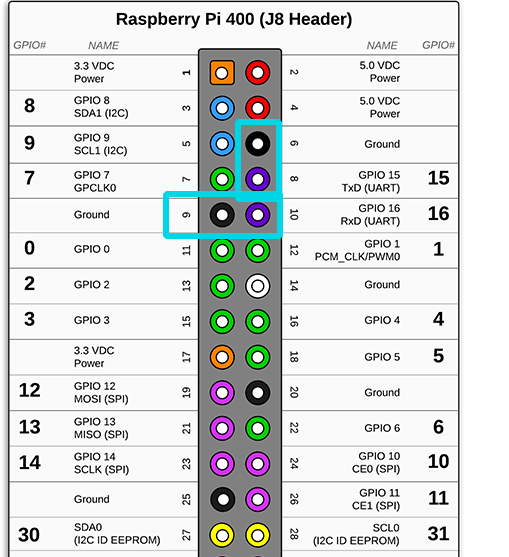 Raspberry Pi 400 (J8 Header)
GPIO# NAME NAME GPIO#
3.3 VDC
Power 1 2 5.0 VDC
Power
8 GPIO 8
SDA1 (I2C) 3 4 5.0 VDC
Power
9 GPIO 9
SCL1 (I2C) 5 6 Ground
7 GPIO 7
GPCLK0 7 8 GPIO 15
TxD (UART) 15
Ground 9 10 GPIO 16
RxD (UART) 16
0 GPIO 0 11 12 GPIO 1
PCM_CLK/PWM0 1
2 GPIO 2 13 14 Ground
3 GPIO 3 15 16 GPIO 4 4
3.3 VDC
Power 17 18 GPIO 5 5
12 GPIO 12
MOSI (SPI) 19 20 Ground
13 GPIO 13
MISO (SPI) 21 22 GPIO 6 6
14 GPIO 14
SCLK (SPI) 23 24 GPIO 10
CE0 (SPI) 10
Ground 25 26 GPIO 11
CE1 (SPI) 11
30 SDA0
(I2C ID EEPROM) 27 28 SCL0
(I2C ID EEPROM) 31